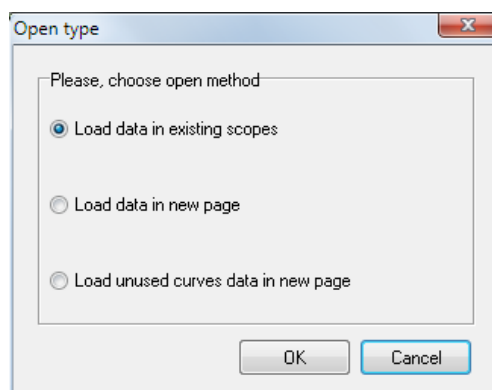 Open type
Please, choose open method
Load data in existing scopes
Load data in new page
Load unused curves data in new page
OK Cancel